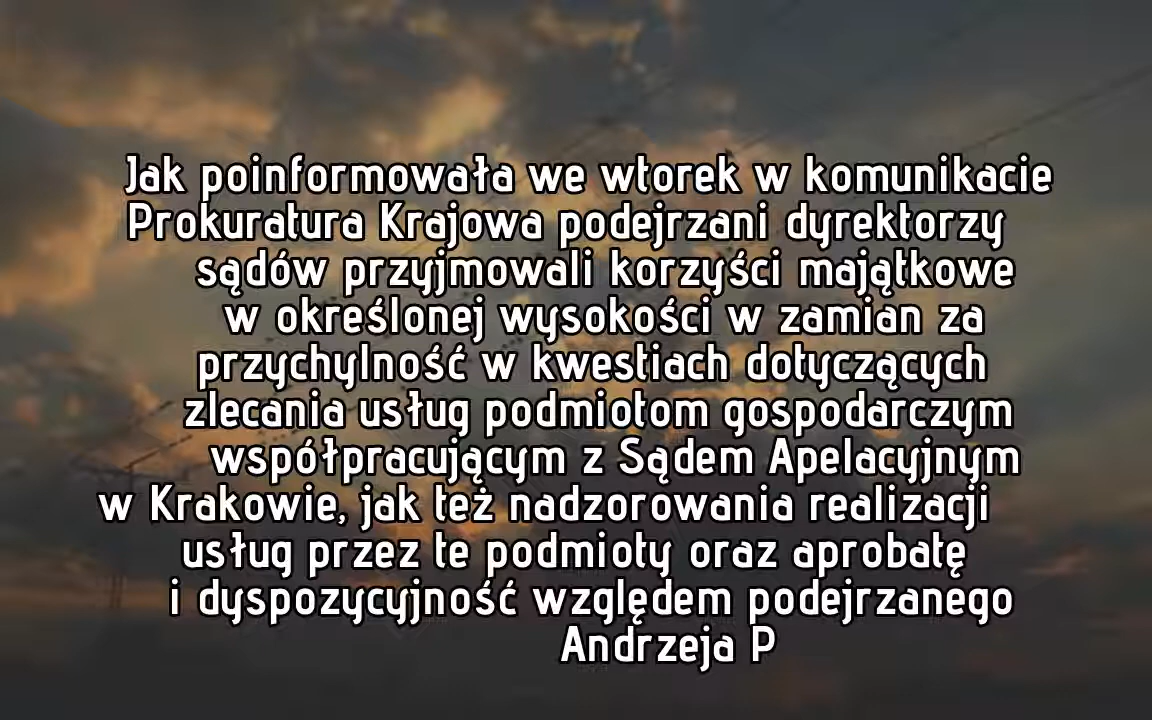 Jak poinformowała we wtorek w komunikacie
Prokuratura Krajowa podejrzani dyrektorzy
sądów przyjmowali korzyści majątkowe
w określonej wysokości w zamian za
przychylność w kwestiach dotyczących
zlecania usług podmiotom gospodarczym
współpracującym z Sądem Apelacyjnym
w Krakowie, jak też nadzorowania realizacji
usług przez te podmioty oraz aprobatę
i dyspozycyjność względem podejrzanego
Andrzeja P